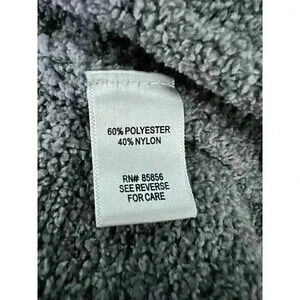 60% POLYESTER
40% NYLON
RN# 85856
SEE REVERSE
FOR CARE